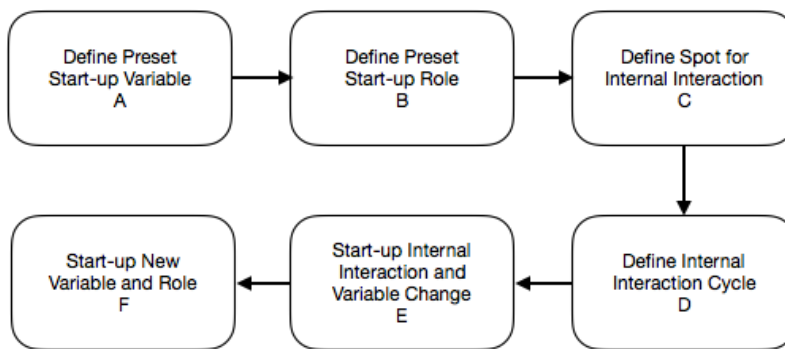 Define Preset
Start-up Variable
A
Define Preset
Start-up Role
B
Define Spot for
Internal Interaction
C
Start-up New
Variable and Role
F
Start-up Internal
Interaction and
Variable Change
E
Define Internal
Interaction Cycle
D